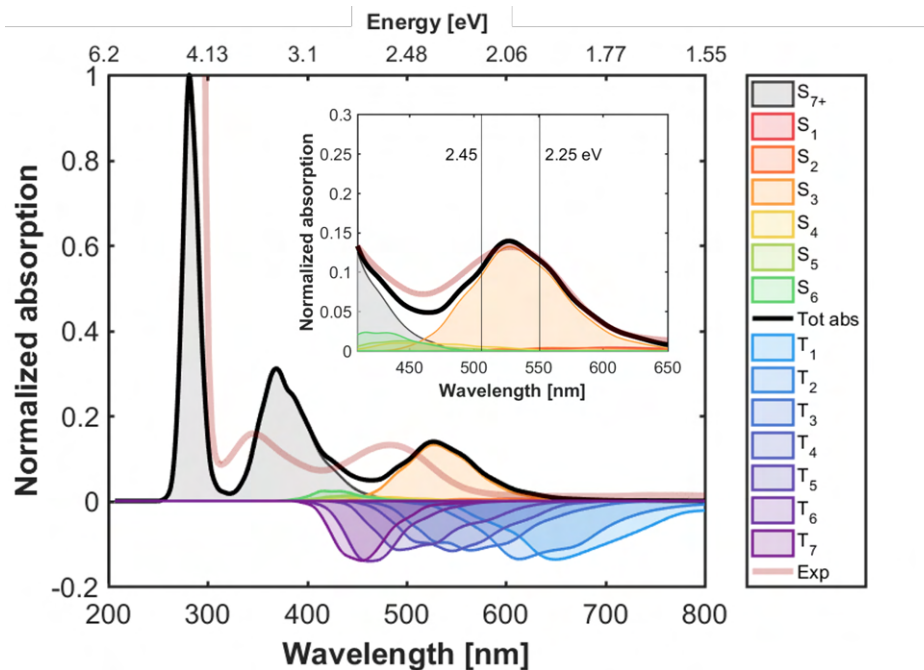 Energy [eV]
6.2 4.13 3.1 2.48 2.06 1.77 1.55
Normalized absorption
1
0.8
0.6
0.4
0.2
0
-0.2
200 300 400 500 600 700 800
Wavelength [nm]
Normalized absorption
0.3
0.25
0.2
0.15
0.1
0.05
0
2.45 2.25 eV
450 500 550 600 650
Wavelength [nm]
S7+
S1
S2
S3
S4
S5
S6
Tot abs
T1
T2
T3
T4
T5
T6
T7
Exp